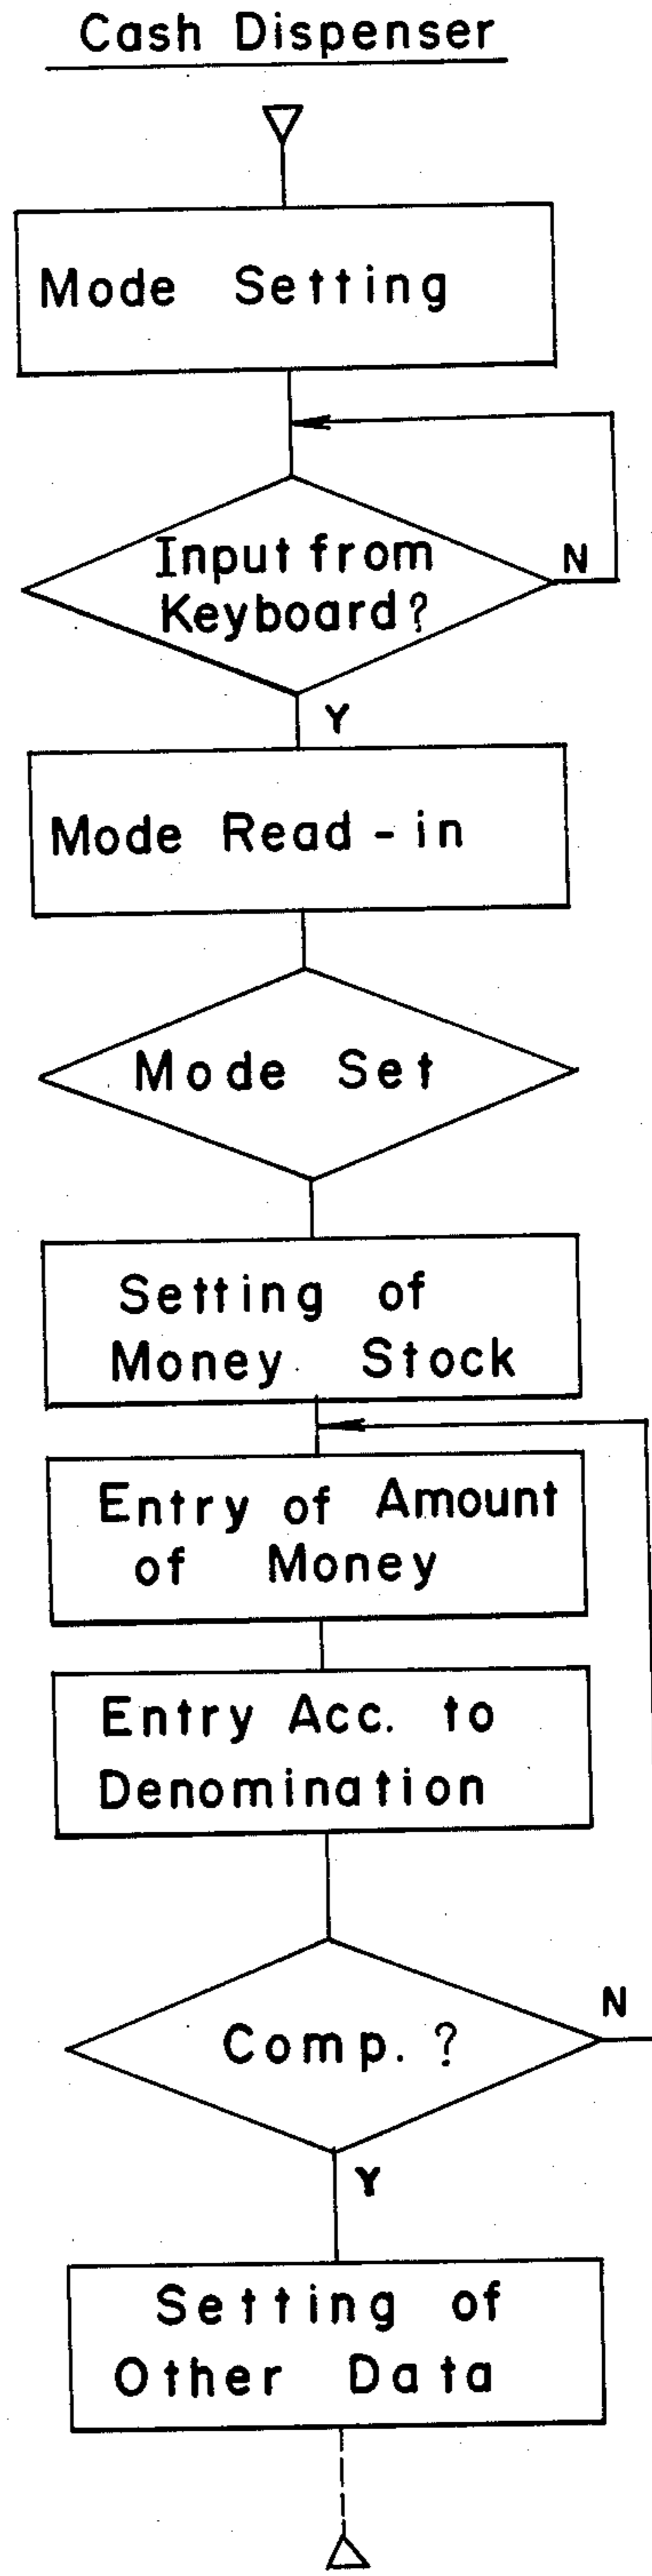 Cash Dispenser
Mode Setting
Input from
Keyboard?
N
Y
Mode Read-in
Mode Set
Setting of
Money Stock
Entry of Amount
of Money
Entry Acc. to
Denomination
N
Comp.?
Y
Setting of
Other Data